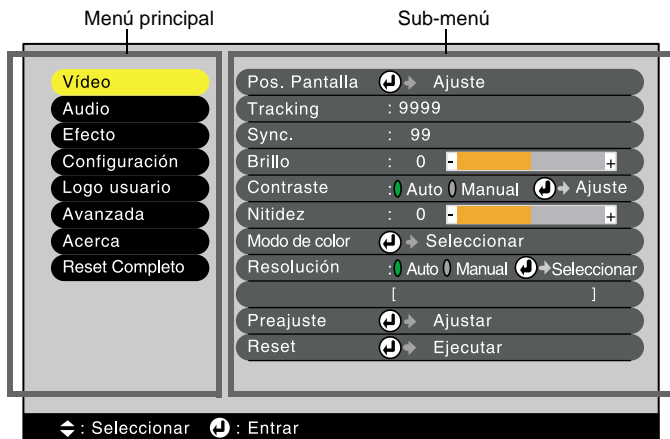 Menú principal
Sub-menú
Vídeo
Audio
Efecto
Configuración
Logo usuario
Avanzada
Acerca
Reset Completo
Pos. Pantalla Ajuste
Tracking : 9999
Sync. : 99
Brillo : 0 - +
Contraste : Auto Manual Ajuste
Nitidez : 0 - +
Modo de color Seleccionar
Resolución : Auto Manual Seleccionar
[ ]
Preajuste Ajustar
Reset Ejecutar
: Seleccionar : Entrar